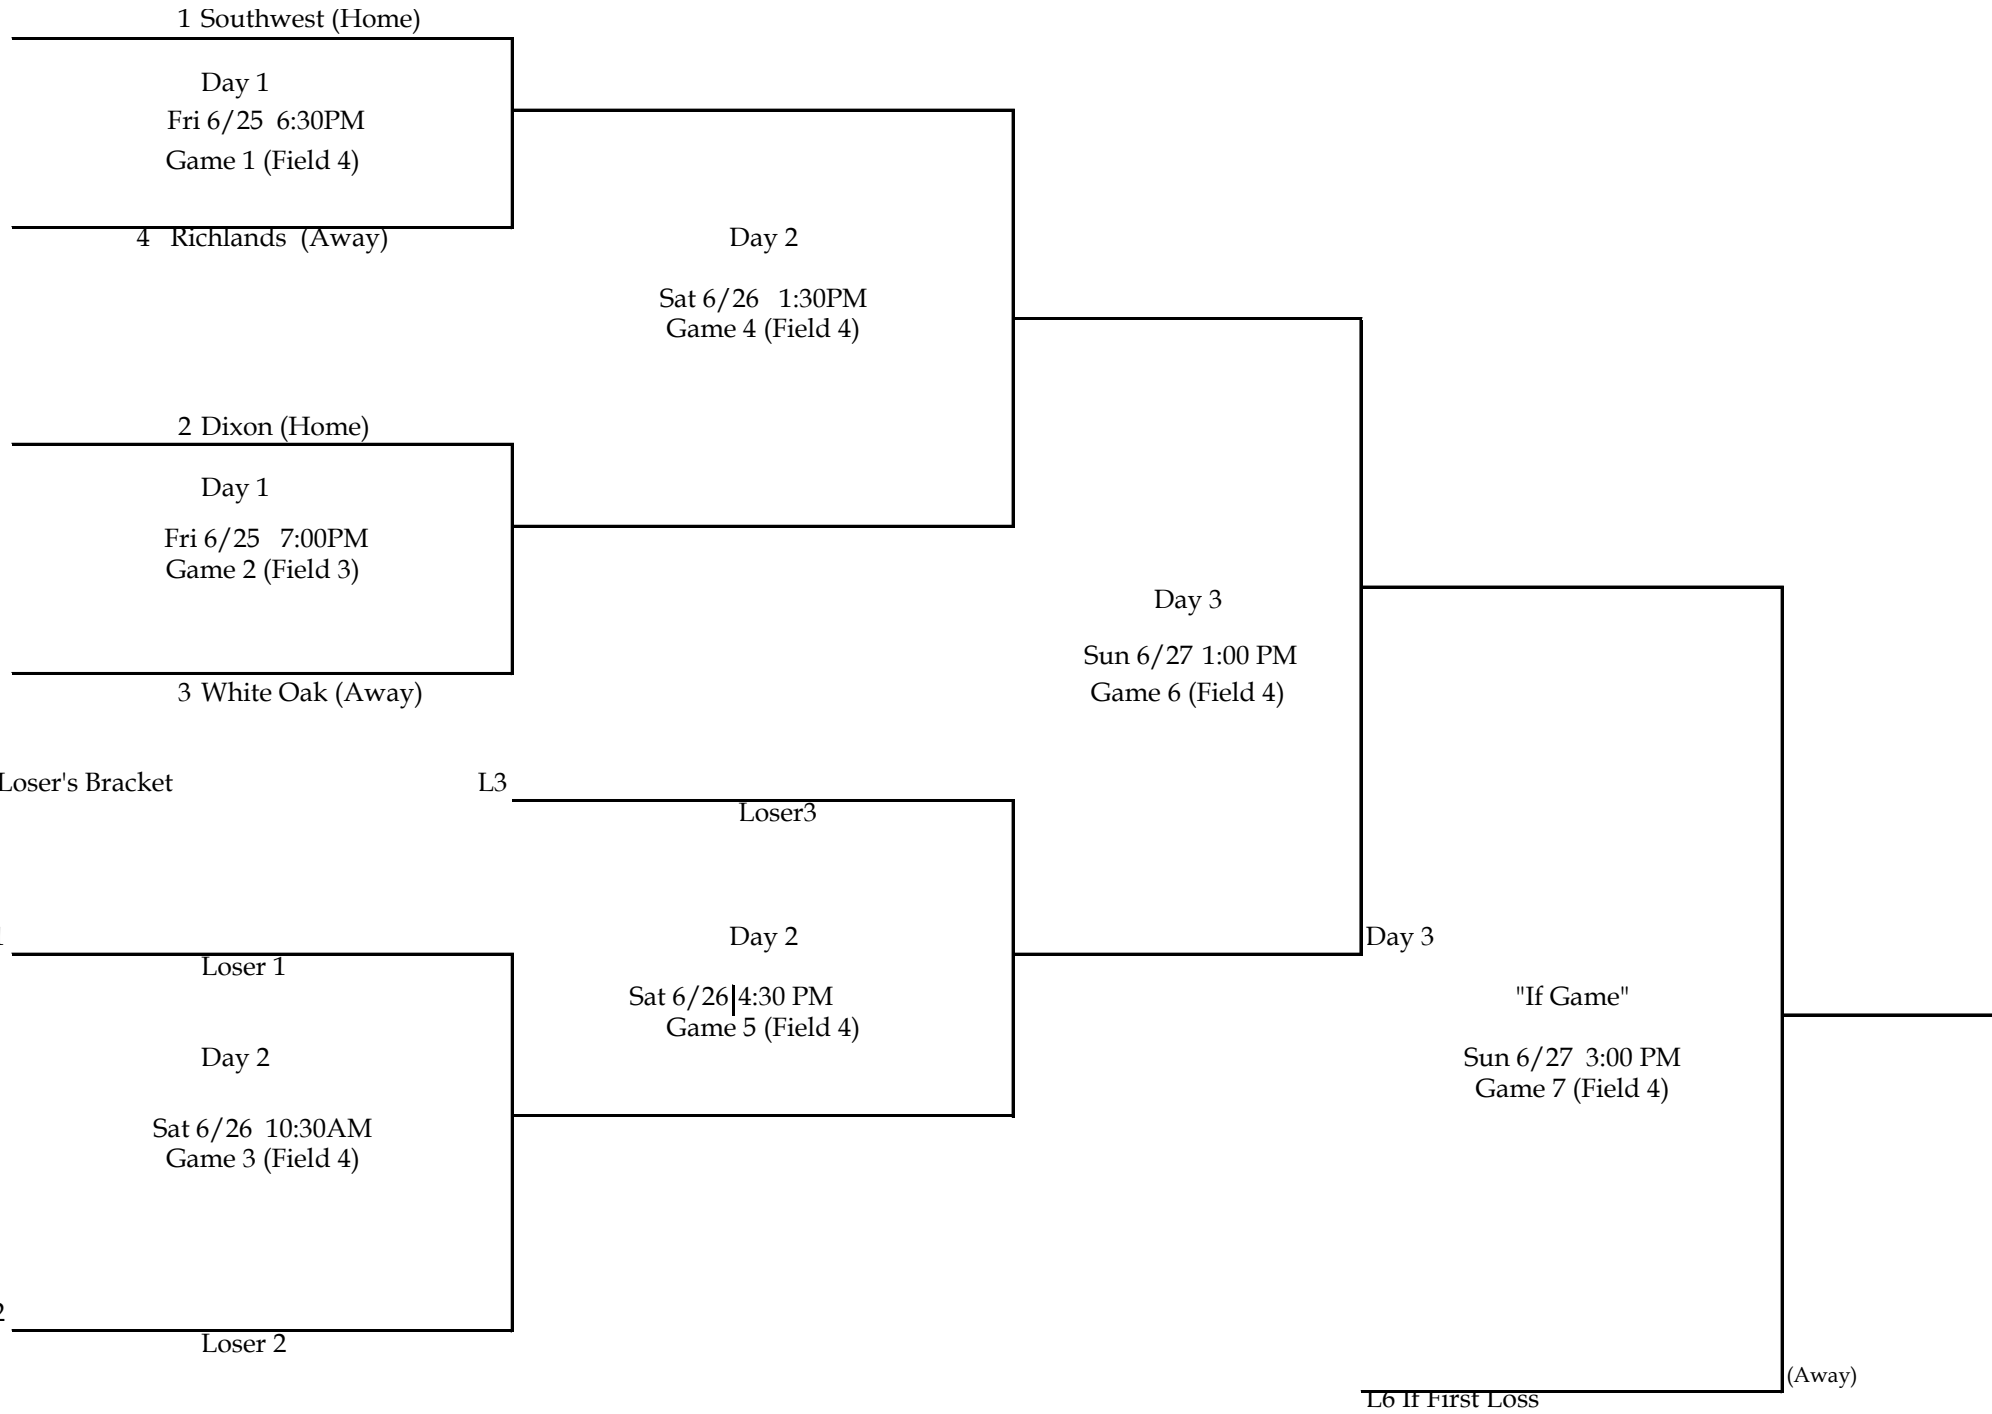 1 Southwest (Home)
Day 1
Fri 6/25 6:30PM
Game 1 (Field 4)
4 Richlands (Away)
Day 2
Sat 6/26 1:30PM
Game 4 (Field 4)
2 Dixon (Home)
Day 1
Fri 6/25 7:00PM
Game 2 (Field 3)
3 White Oak (Away)
Day 3
Sun 6/27 1:00 PM
Game 6 (Field 4)
Loser's Bracket
L3
Loser3
1
Loser 1
Day 2
Sat 6/26 10:30AM
Game 3 (Field 4)
2
Loser 2
Day 2
Sat 6/26 4:30 PM
Game 5 (Field 4)
Day 3
"If Game"
Sun 6/27 3:00 PM
Game 7 (Field 4)
(Away)
L6 If First Loss